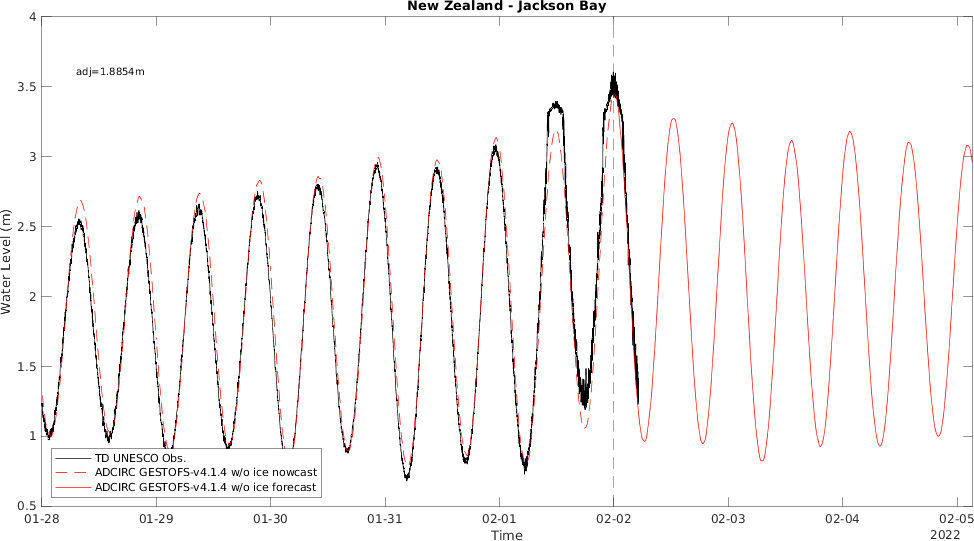 New Zealand - Jackson Bay
4
3.5
3
2.5
2
1.5
1
0.5
Water Level (m)
adj=1.8854m
TD UNESCO Obs.
ADCIRC GESTOFS-v4.1.4 w/o ice nowcast
ADCIRC GESTOFS-v4.1.4 w/o ice forecast
01-28 01-29 01-30 01-31 02-01 02-02 02-03 02-04 02-05
Time
2022